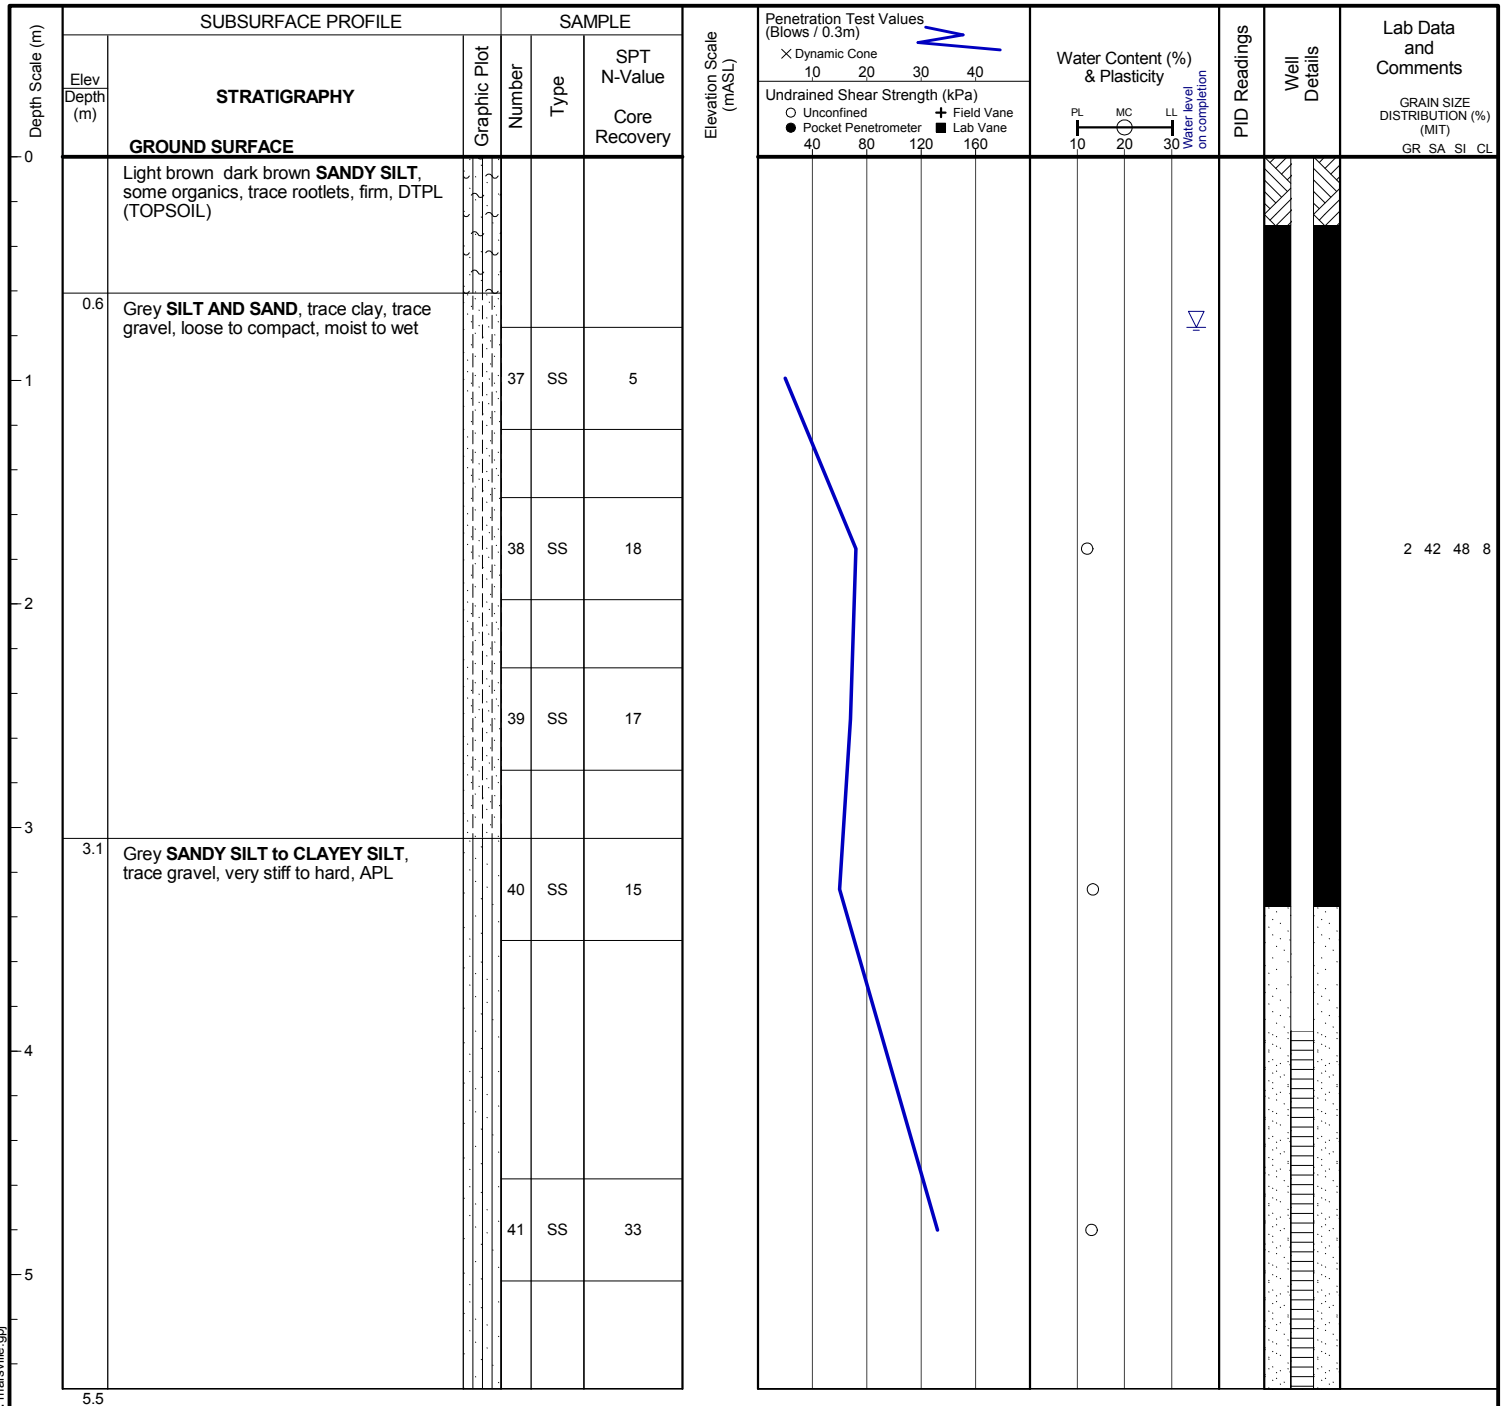 SUBSURFACE PROFILE
SAMPLE
Depth Scale (m)
Elev
Depth
(m)
STRATIGRAPHY
GROUND SURFACE
Graphic Plot
Number
Type
SPT
N-Value
Core
Recovery
Elevation Scale
(mASL)
Penetration Test Values
(Blows / 0.3m)
× Dynamic Cone
10 20 30 40
Undrained Shear Strength (kPa)
○ Unconfined + Field Vane
● Pocket Penetrometer ■ Lab Vane
40 80 120 160
Water Content (%)
& Plasticity
PL MC LL
10 20 30
Water level
on completion
PID Readings
Well
Details
Lab Data
and
Comments
GRAIN SIZE
DISTRIBUTION (%)
(MIT)
GR SA SI CL
0
Light brown dark brown SANDY SILT,
some organics, trace rootlets, firm, DTPL
(TOPSOIL)
0.6
Grey SILT AND SAND, trace clay, trace
gravel, loose to compact, moist to wet
1
37 SS 5
38 SS 18
2 42 48 8
2
39 SS 17
3
3.1
Grey SANDY SILT to CLAYEY SILT,
trace gravel, very stiff to hard, APL
40 SS 15
4
41 SS 33
5
5.5